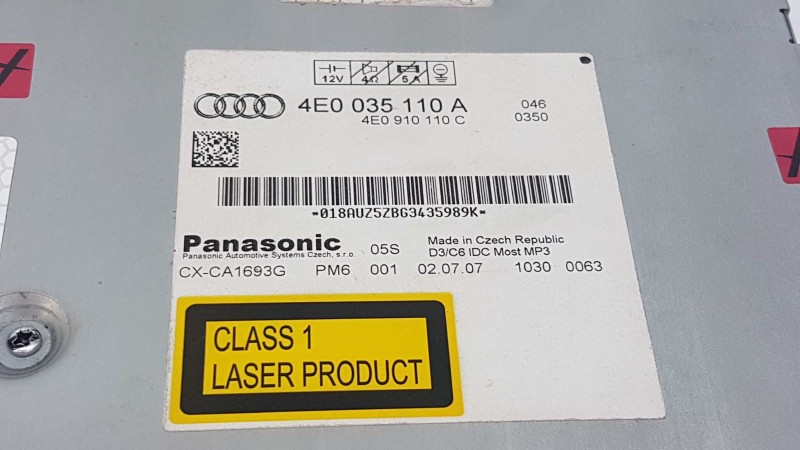 12V 4Ω 5A
4E0 035 110 A 046
4E0 910 110 C 0350
*018AUZ5ZBG3435989K*
Panasonic 05S Made in Czech Republic
Panasonic Automotive Systems Czech, s.r.o. D3/C6 IDC Most MP3
CX-CA1693G PM6 001 02.07.07 1030 0063
CLASS 1
LASER PRODUCT